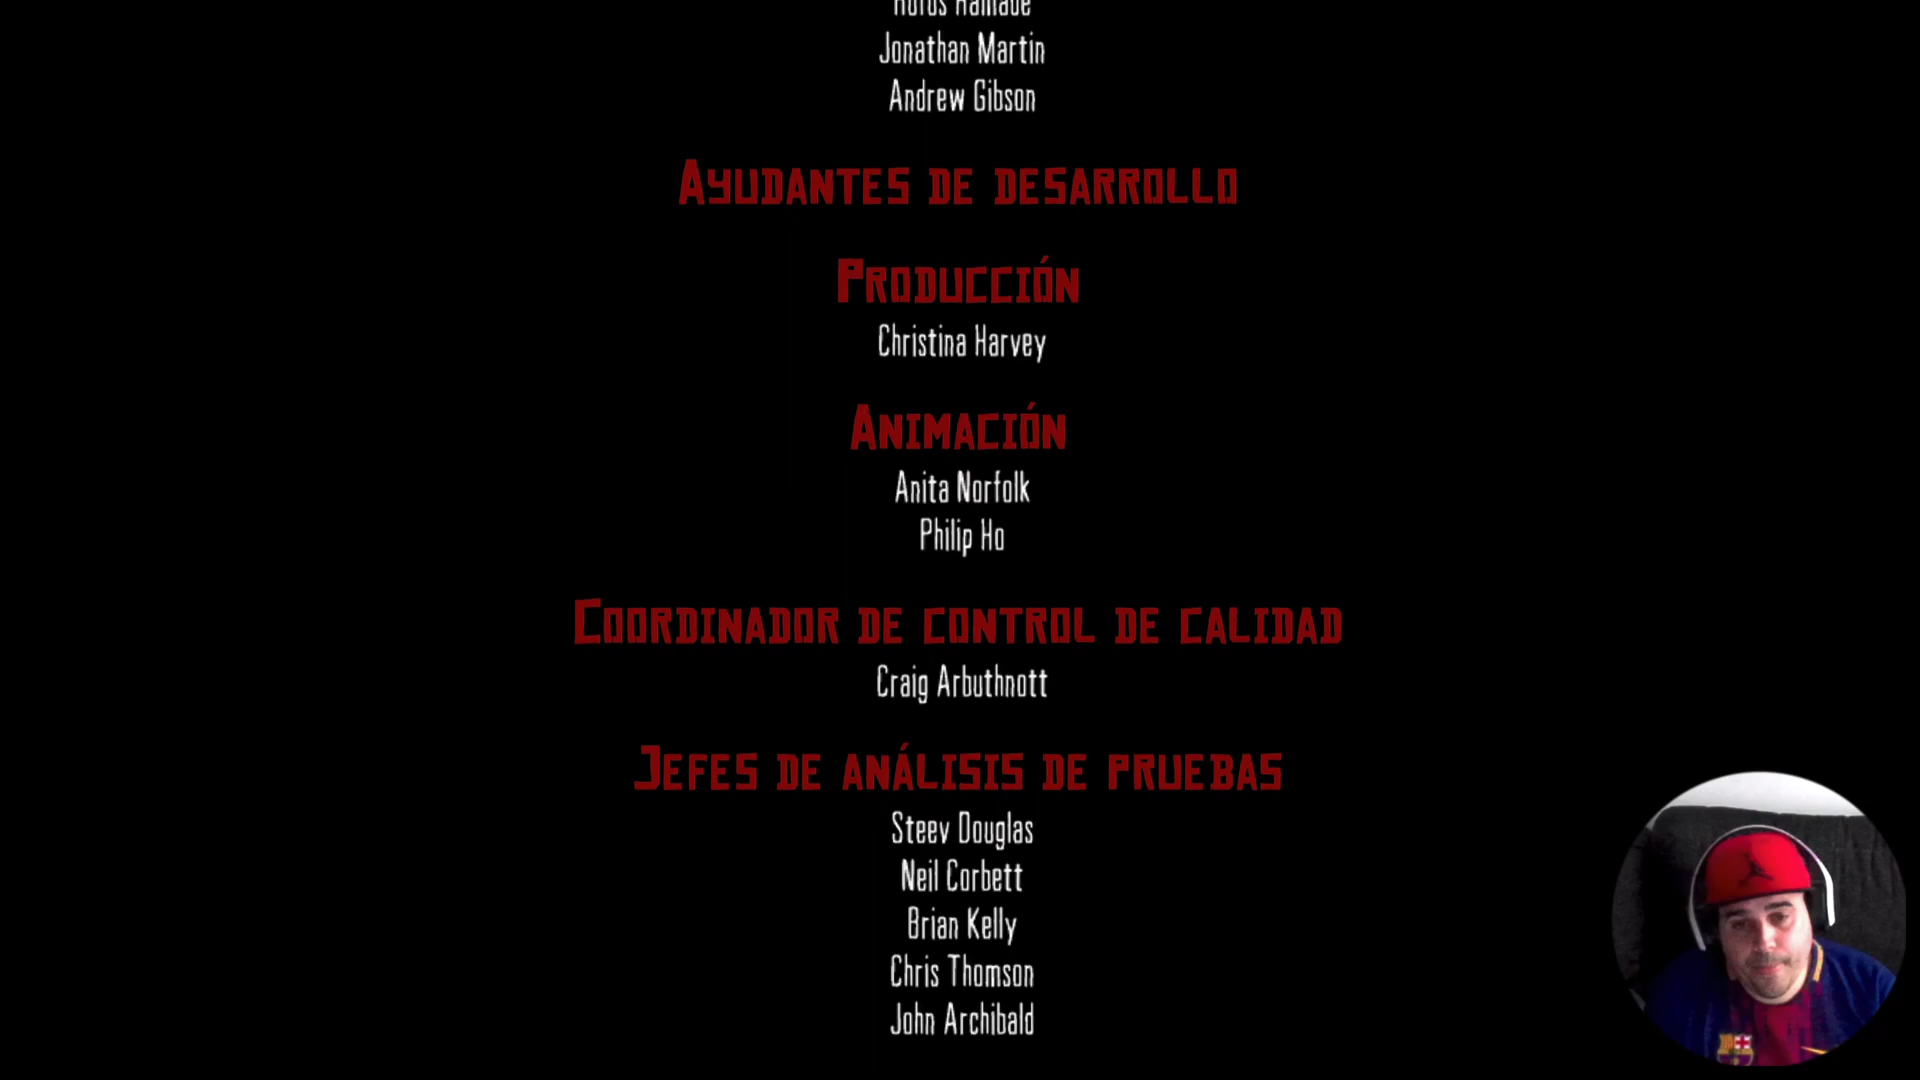 Jonathan Martin
Andrew Gibson
AYUDANTES DE DESARROLLO
PRODUCCIÓN
Christina Harvey
ANIMACIÓN
Anita Norfolk
Philip Ho
COORDINADOR DE CONTROL DE CALIDAD
Craig Arbuthnott
JEFES DE ANÁLISIS DE PRUEBAS
Steev Douglas
Neil Corbett
Brian Kelly
Chris Thomson
John Archibald